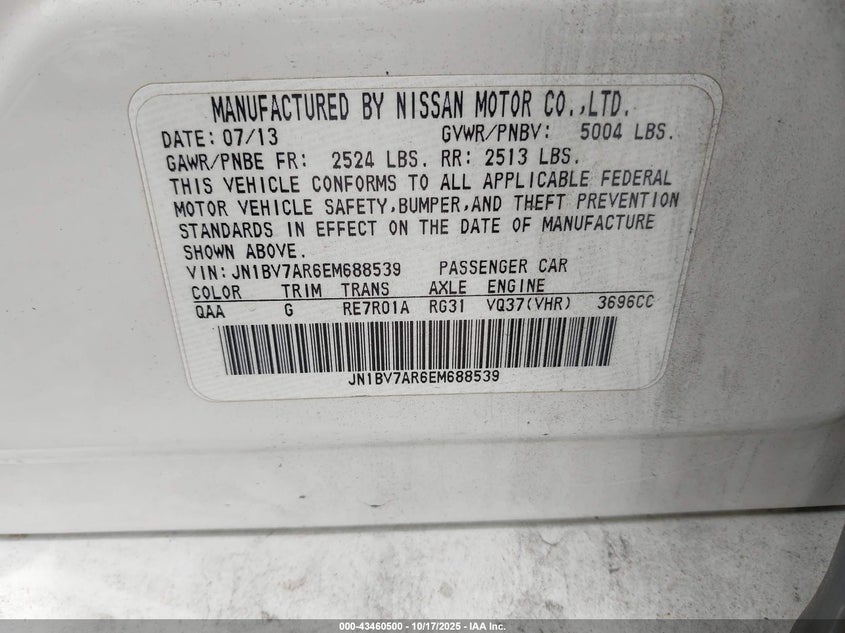 MANUFACTURED BY NISSAN MOTOR CO.,LTD.
DATE: 07/13 GVWR/PNBV: 5004 LBS.
GAWR/PNBE FR: 2524 LBS. RR: 2513 LBS.
THIS VEHICLE CONFORMS TO ALL APPLICABLE FEDERAL
MOTOR VEHICLE SAFETY,BUMPER,AND THEFT PREVENTION
STANDARDS IN EFFECT ON THE DATE OF MANUFACTURE
SHOWN ABOVE.
VIN: JN1BV7AR6EM688539 PASSENGER CAR
COLOR TRIM TRANS AXLE ENGINE
QAA G RE7R01A RG31 VQ37(VHR) 3696CC
JN1BV7AR6EM688539
000-43460500 - 10/17/2025 - IAA Inc.